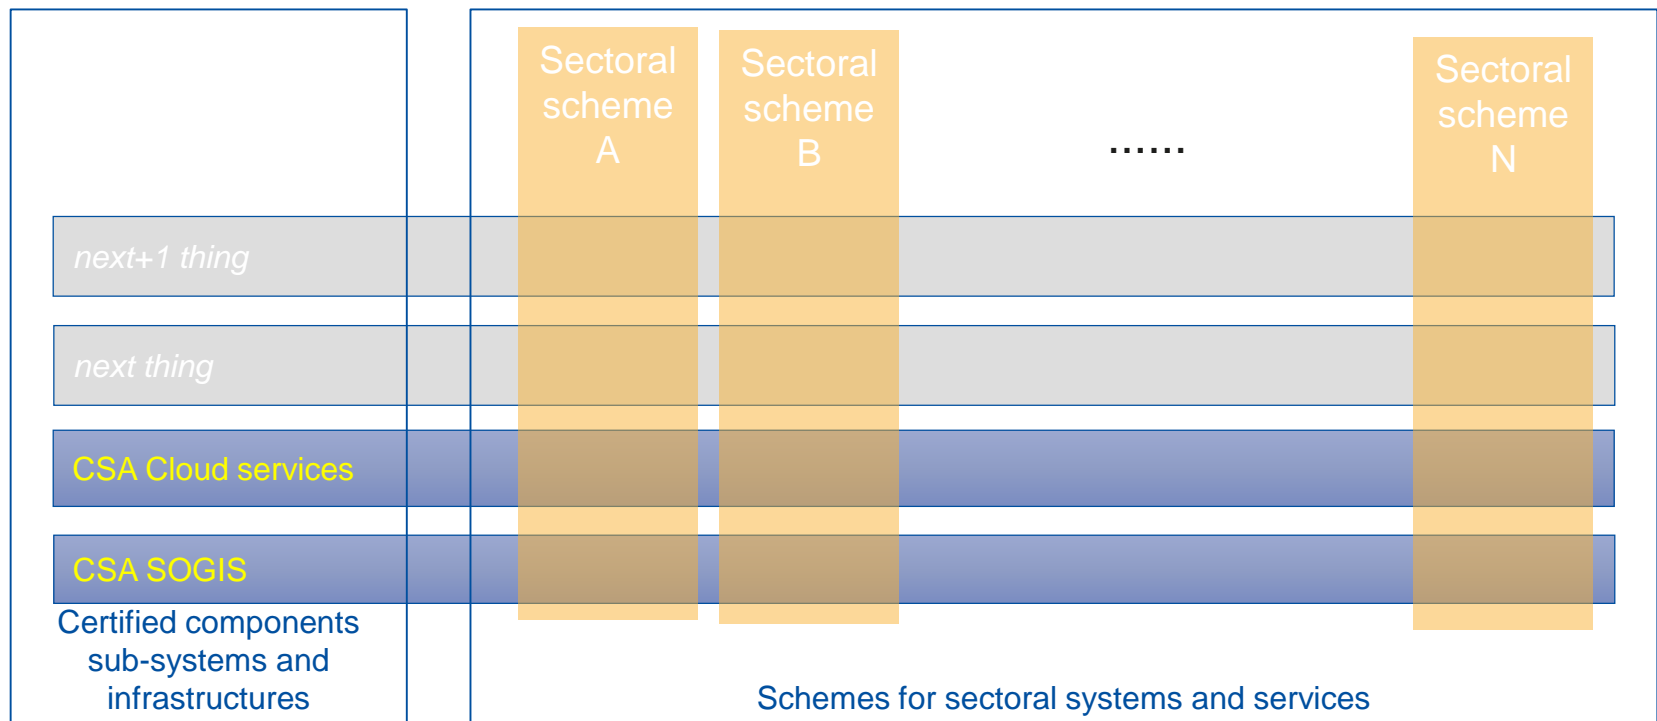 Sectoral
scheme
A
Sectoral
scheme
B
......
Sectoral
scheme
N
next+1 thing
next thing
CSA Cloud services
CSA SOGIS
Certified components
sub-systems and
infrastructures
Schemes for sectoral systems and services